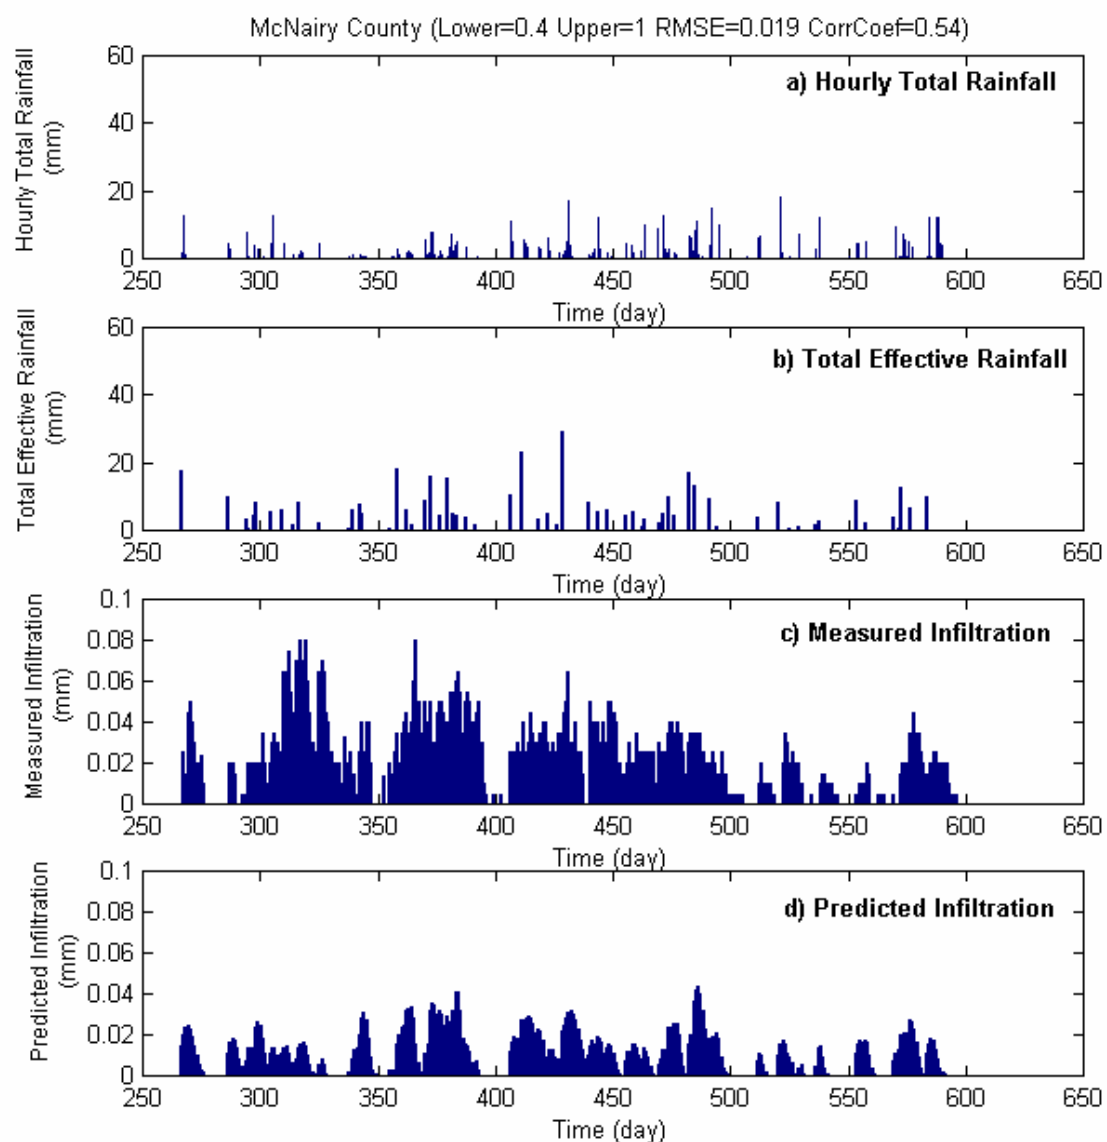 McNairy County (Lower=0.4 Upper=1 RMSE=0.019 CorrCoef=0.54)
Hourly Total Rainfall
(mm)
60
40
20
0
a) Hourly Total Rainfall
250 300 350 400 450 500 550 600 650
Time (day)
Total Effective Rainfall
(mm)
60
40
20
0
b) Total Effective Rainfall
250 300 350 400 450 500 550 600 650
Time (day)
Measured Infiltration
(mm)
0.1
0.08
0.06
0.04
0.02
0
c) Measured Infiltration
250 300 350 400 450 500 550 600 650
Time (day)
Predicted Infiltration
(mm)
0.1
0.08
0.06
0.04
0.02
0
d) Predicted Infiltration
250 300 350 400 450 500 550 600 650
Time (day)